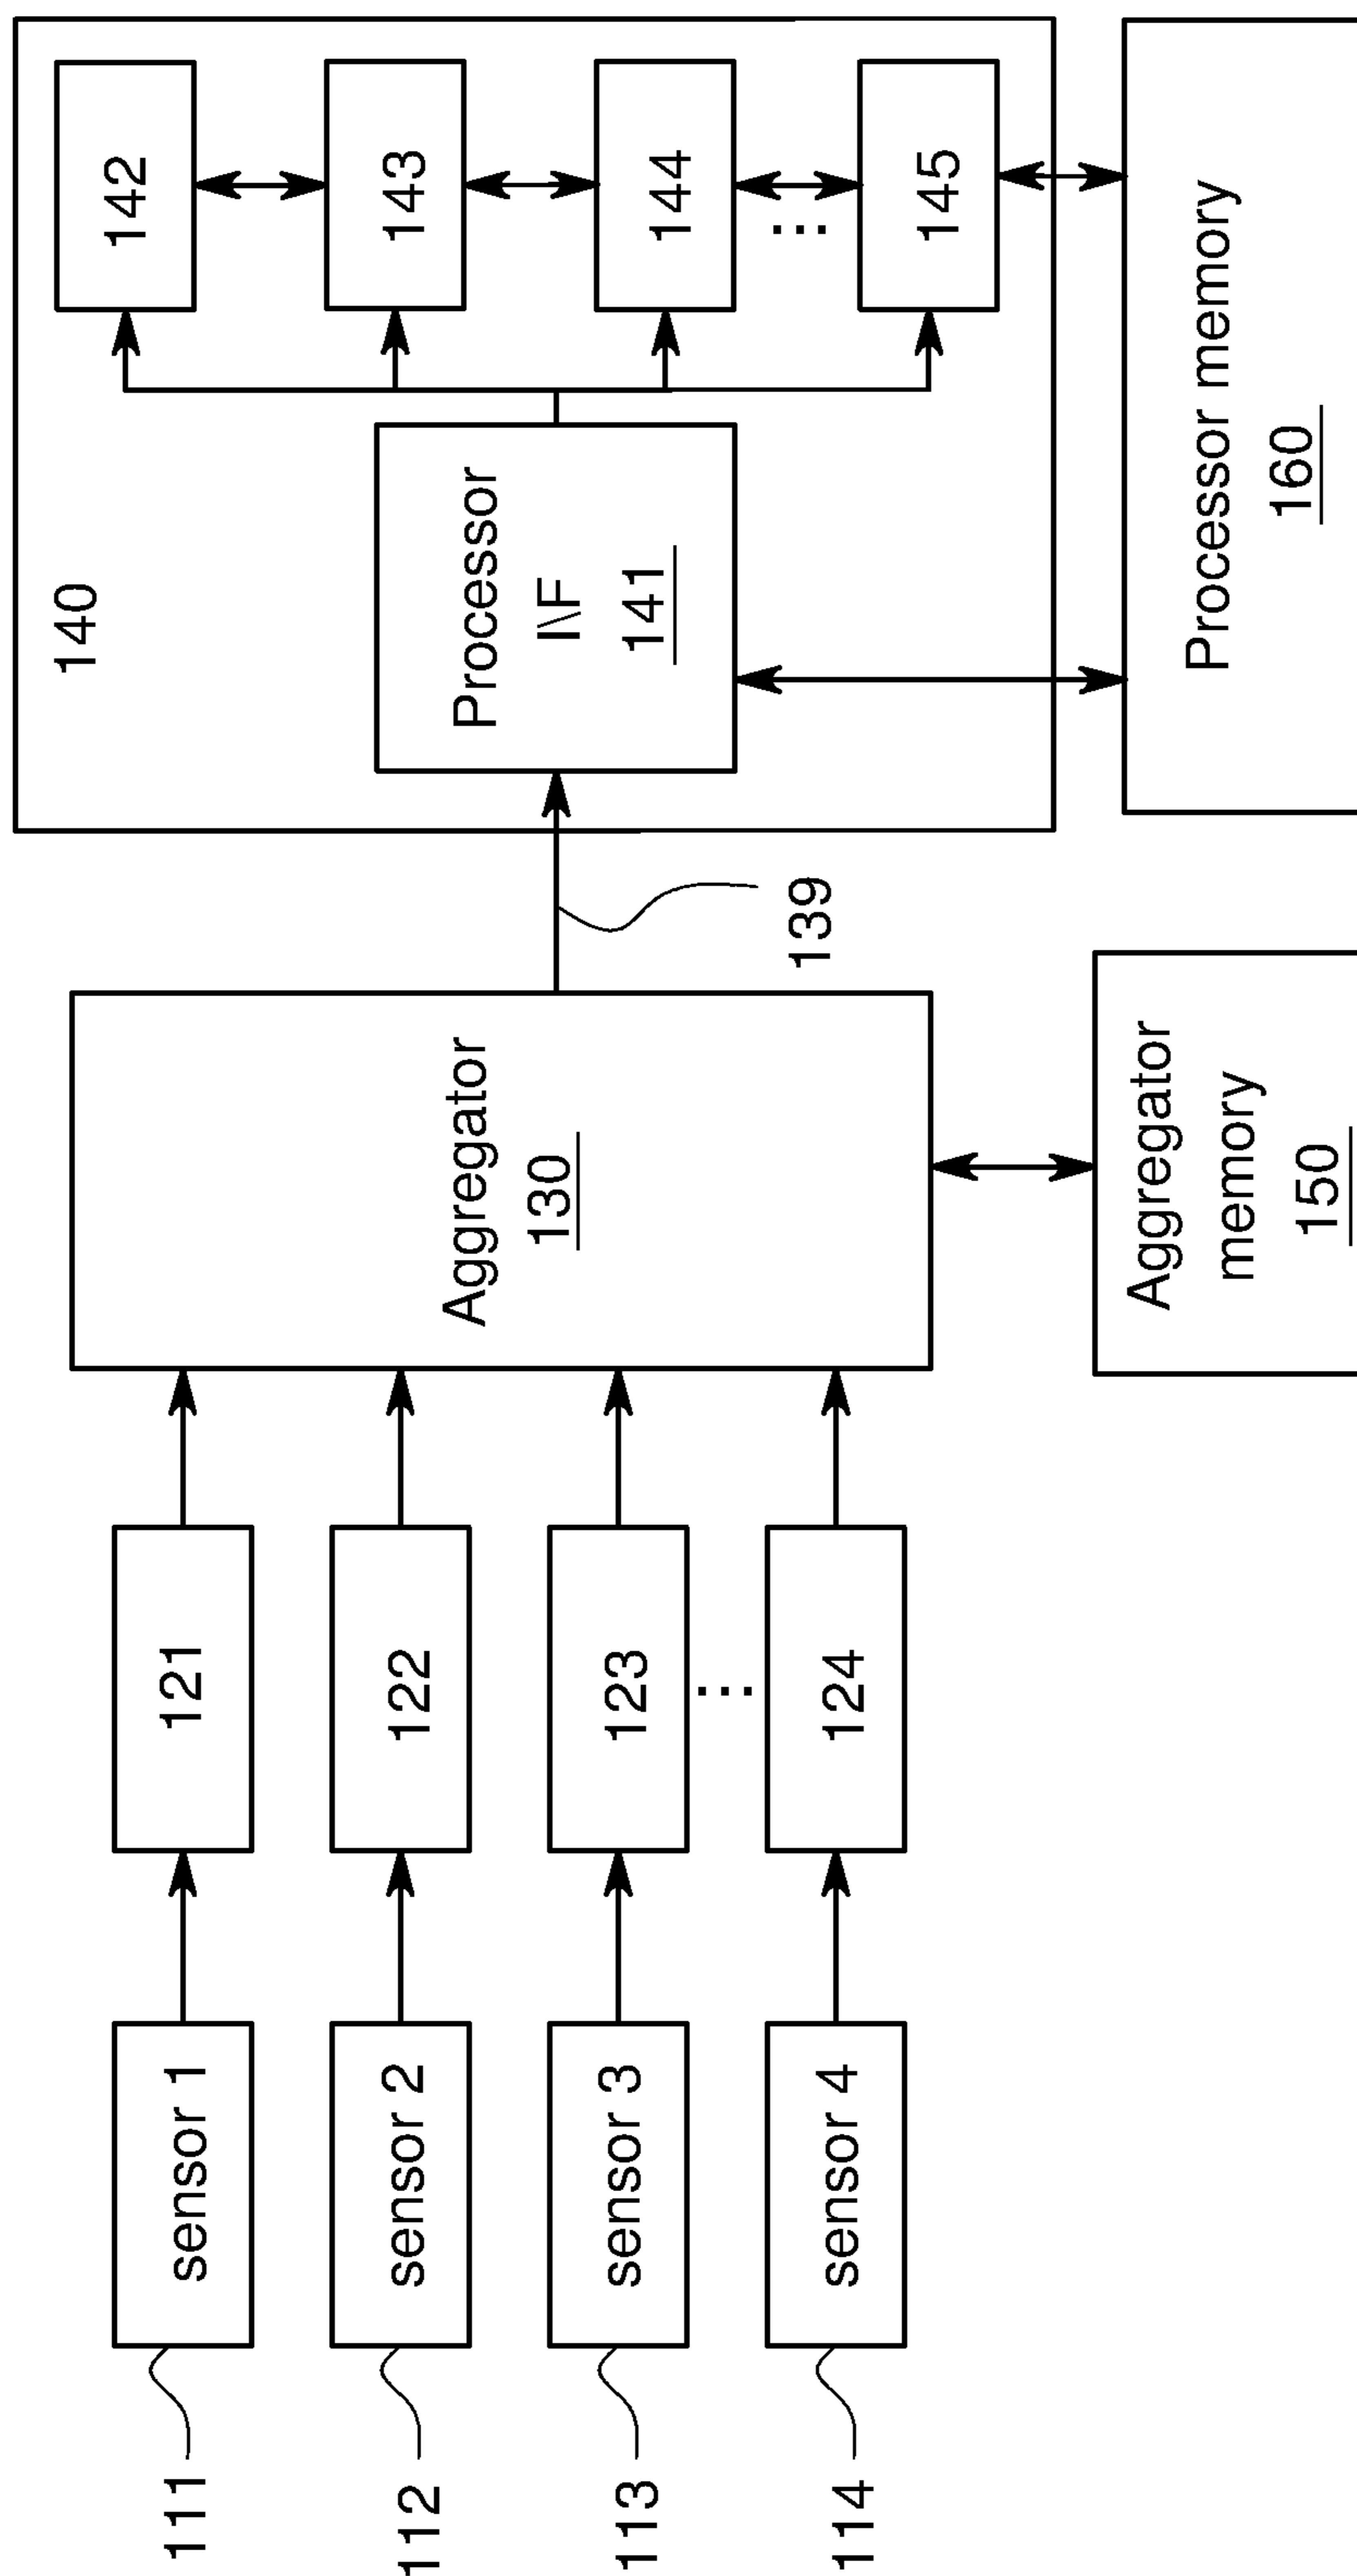 111
sensor 1
121
112
sensor 2
122
113
sensor 3
123
...
114
sensor 4
124
Aggregator
130
139
Aggregator
memory
150
140
Processor
I\F
141
142
143
144
...
145
Processor memory
160